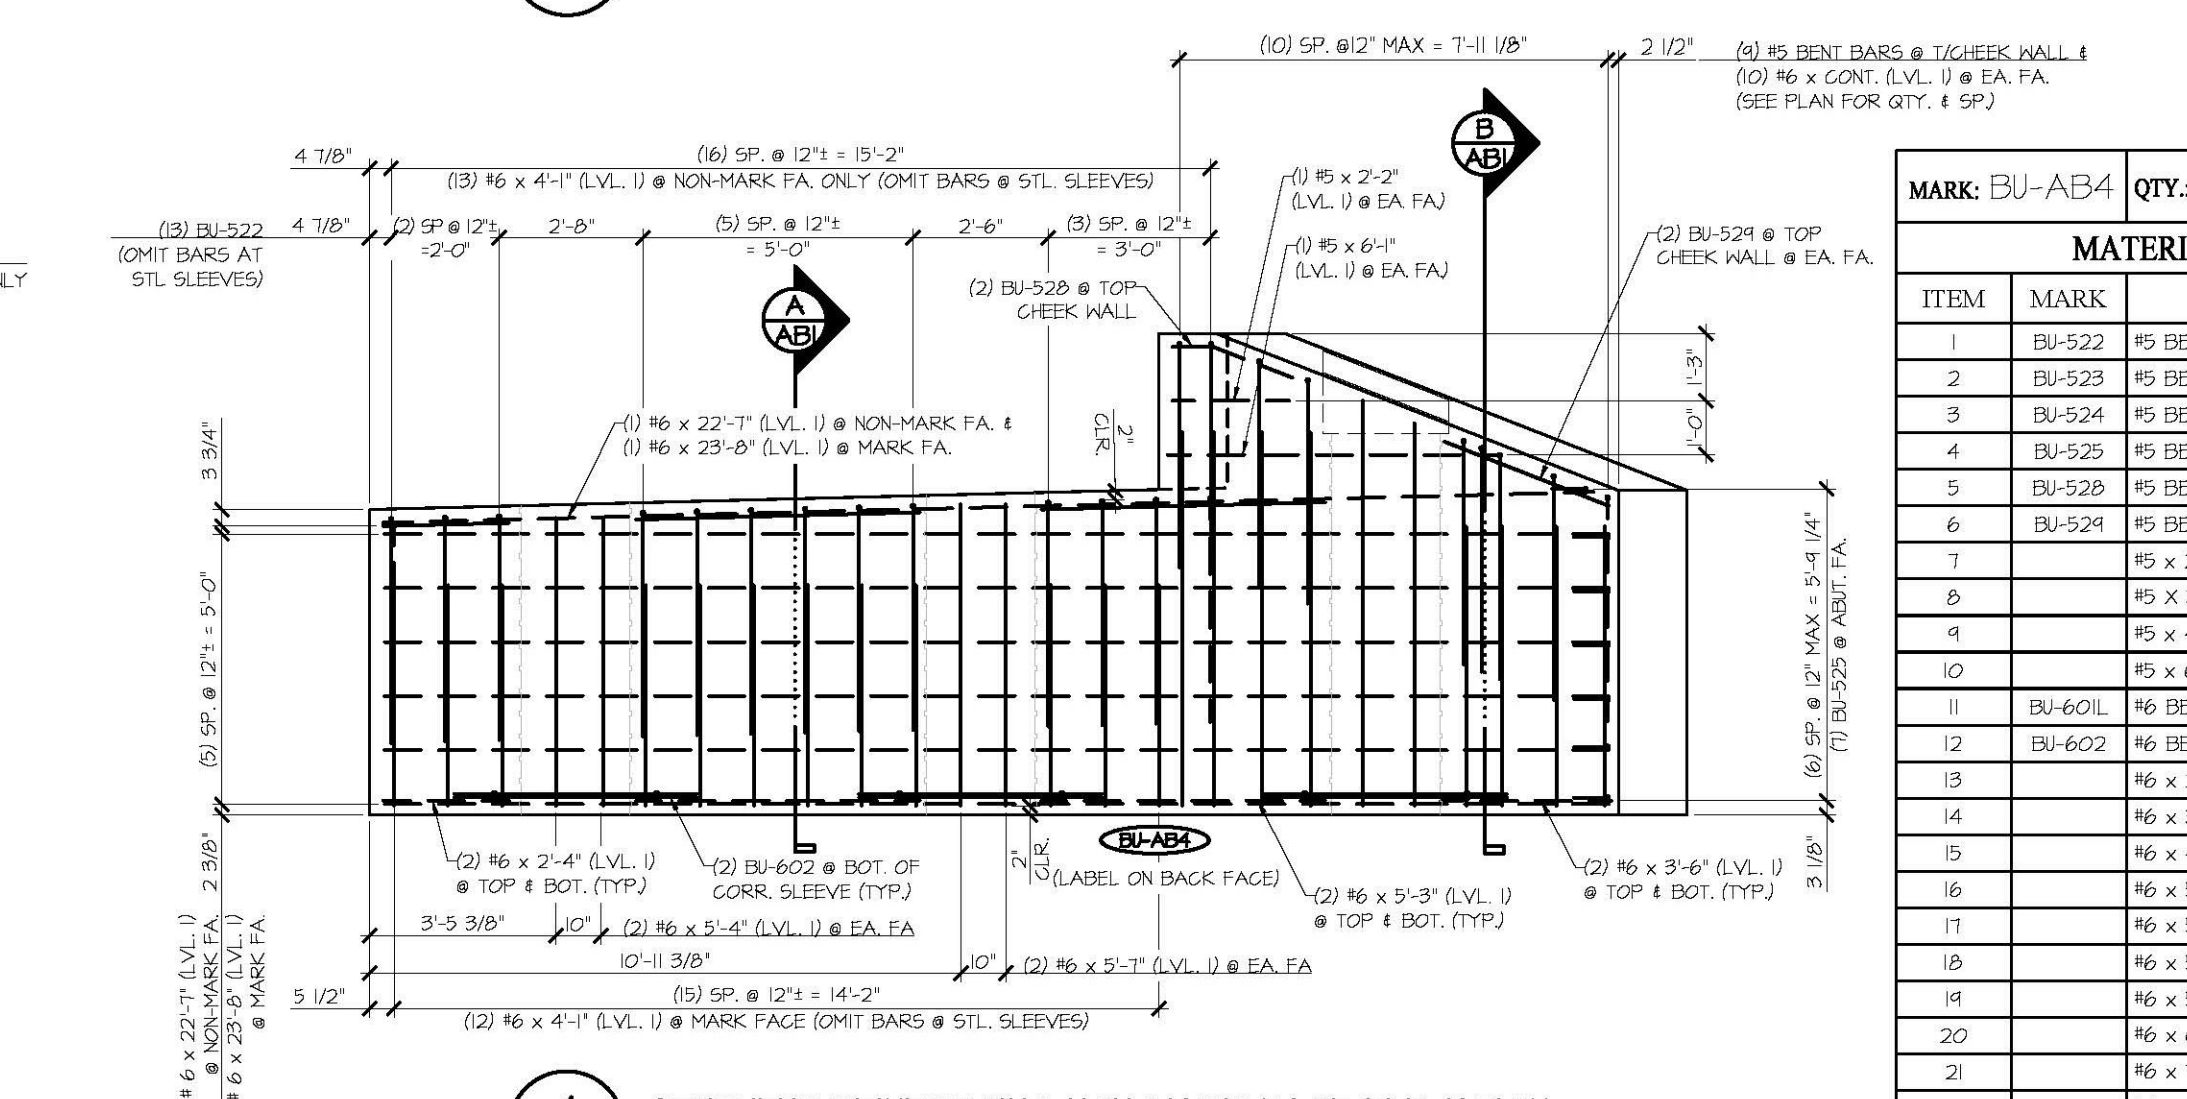 (10) SP. @12" MAX = 7'-11 1/8"
2 1/2"
(9) #5 BENT BARS @ T/CHEEK WALL &
(10) #6 x CONT. (LVL. 1) @ EA. FA.
(SEE PLAN FOR QTY. & SP.)
B
AB1
4 7/8"
(16) SP. @ 12"± = 15'-2"
(13) #6 x 4'-1" (LVL. 1) @ NON-MARK FA. ONLY (OMIT BARS @ STL. SLEEVES)
(13) BU-522
(OMIT BARS AT
STL SLEEVES)
4 7/8"
(2) SP @ 12"±
=2'-0"
2'-8"
(5) SP. @ 12"±
= 5'-0"
2'-6"
(3) SP. @ 12"±
= 3'-0"
NLY
(1) #5 x 2'-2"
(LVL. 1) @ EA. FA.)
(1) #5 x 6'-1"
(LVL. 1) @ EA. FA.)
(2) BU-529 @ TOP
CHEEK WALL @ EA. FA.
(2) BU-528 @ TOP
CHEEK WALL
A
AB1
1'-3"
1'-0"
(1) #6 x 22'-7" (LVL. 1) @ NON-MARK FA. &
(1) #6 x 23'-8" (LVL. 1) @ MARK FA.
2"
CLR.
3 3/4"
(5) SP. @ 12"± = 5'-0"
2 3/8"
# 6 x 22'-7" (LVL. 1)
@ NON-MARK FA.
# 6 x 23'-8" (LVL. 1)
@ MARK FA.
(6) SP. @ 12" MAX = 5'-9 1/4"
(7) BU-525 @ ABUT. FA.
3 1/8"
BU-AB4
(LABEL ON BACK FACE)
2"
CLR.
(2) #6 x 2'-4" (LVL. 1)
@ TOP & BOT. (TYP.)
(2) BU-602 @ BOT. OF
CORR. SLEEVE (TYP.)
(2) #6 x 5'-3" (LVL. 1)
@ TOP & BOT. (TYP.)
(2) #6 x 3'-6" (LVL. 1)
@ TOP & BOT. (TYP.)
3'-5 3/8"
10"
(2) #6 x 5'-4" (LVL. 1) @ EA. FA
10'-11 3/8"
10"
(2) #6 x 5'-7" (LVL. 1) @ EA. FA
5 1/2"
(15) SP. @ 12"± = 14'-2"
(12) #6 x 4'-1" (LVL. 1) @ MARK FACE (OMIT BARS @ STL. SLEEVES)
MARK: BU-AB4 QTY.:
MATERI
ITEM MARK
1 BU-522 #5 BE
2 BU-523 #5 BE
3 BU-524 #5 BE
4 BU-525 #5 BE
5 BU-528 #5 BE
6 BU-529 #5 BE
7 #5 x
8 #5 X
9 #5 x
10 #5 x
11 BU-601L #6 BE
12 BU-602 #6 BE
13 #6 x
14 #6 x
15 #6 x
16 #6 x
17 #6 x
18 #6 x
19 #6 x
20 #6 x
21 #6 x